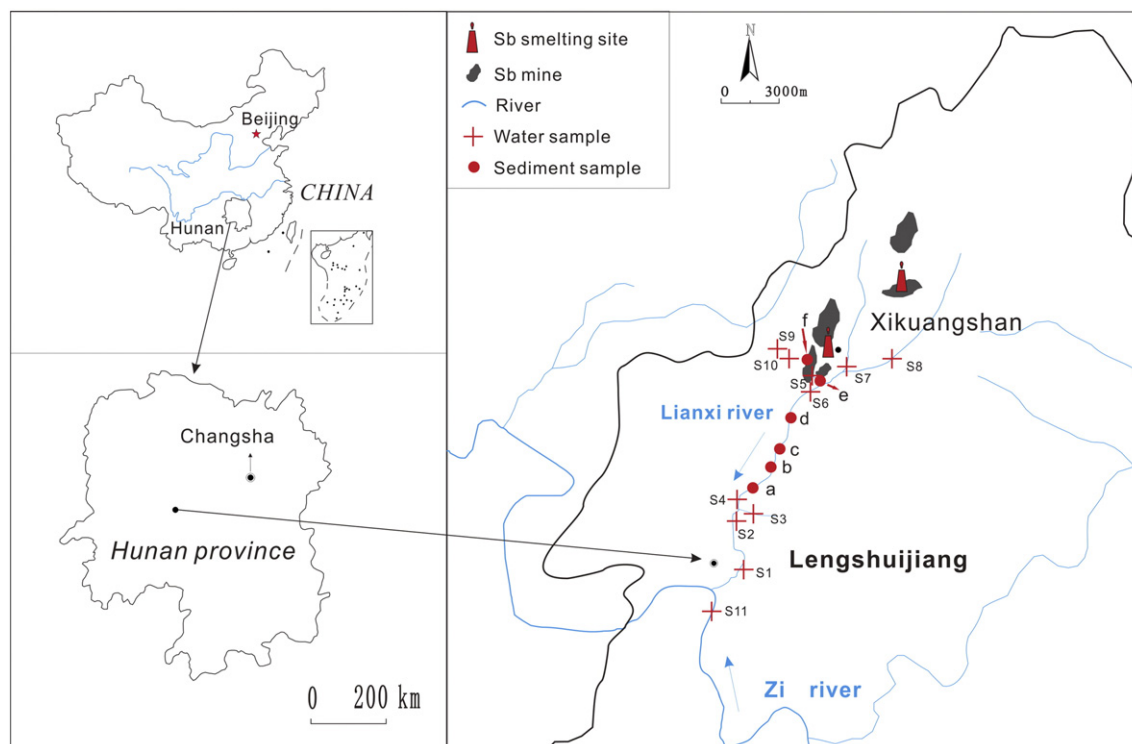 Beijing
CHINA
Hunan
Changsha
Hunan province
0 200 km
Sb smelting site
Sb mine
River
Water sample
Sediment sample
N
0 3000m
Xikuangshan
f
S9
S10
S5
S7
S8
S6
e
Lianxi river
d
c
b
a
S4
S3
S2
Lengshuijiang
S1
S11
Zi river